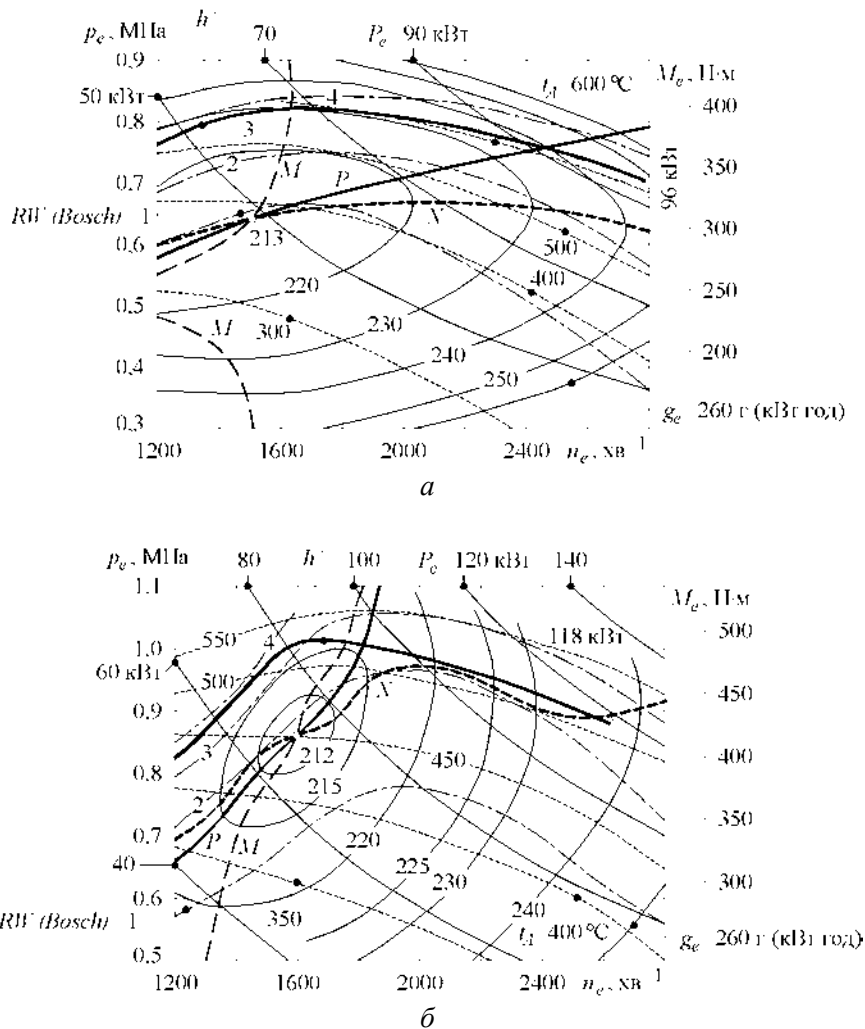 pₑ, МПа h' 70 Pₑ 90 кВт
0,9
t_A 600 °C Mₑ, Н·м
50 кВт 4 400
0,8 3
2 350
0,7 M P 96 кВт
RW (Bosch) 1 N 300
0,6 213 500
220 400 250
0,5 300 230
M 240 200
0,4 250
gₑ 260 г (кВт год)
0,3
1200 1600 2000 2400 nₑ, хв 1
а
pₑ, МПа 80 h' 100 Pₑ 120 кВт 140
1.1 Mₑ, Н·м
550 4 118 кВт 500
1.0
60 кВт 500 450
0,9 N
3 212 400
0,8 215 450
2 350
0,7 P M 220
40 225 300
0,6 230
RW (Bosch) 1 350 240
t_A 400 °C gₑ 260 г (кВт год)
0,5
1200 1600 2000 2400 nₑ, хв 1
б